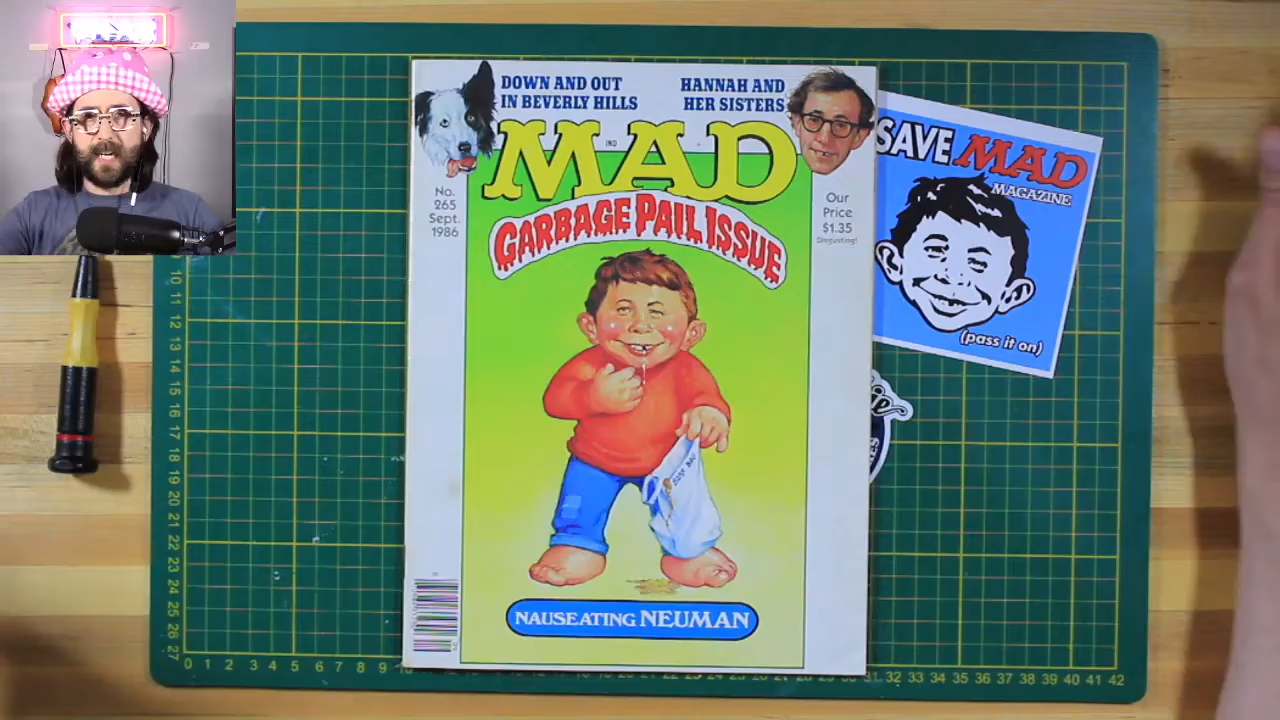 DOWN AND OUT
IN BEVERLY HILLS
HANNAH AND
HER SISTERS
MAD
IND
No.
265
Sept.
1986
Our
Price
$1.35
Disgusting!
GARBAGE PAIL ISSUE
BARF BAG
NAUSEATING NEUMAN
SAVE MAD
MAGAZINE
(pass it on)
10
11
12
13
14
15
16
17
18
19
20
21
22
23
24
25
26
27
0 1 2 3 4 5 6 7 8 9 32 33 34 35 36 37 38 39 40 41 42